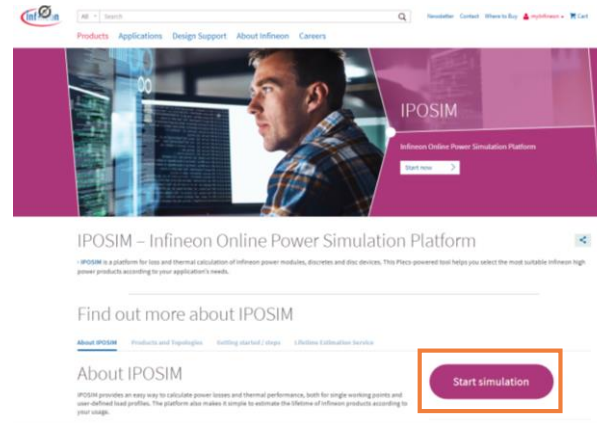 infineon
All Search
Newsletter Contact Where to Buy myInfineon Cart
Products Applications Design Support About Infineon Careers
IPOSIM
Infineon Online Power Simulation Platform
Start now
IPOSIM – Infineon Online Power Simulation Platform
IPOSIM is a platform for loss and thermal calculation of Infineon power modules, discretes and disc devices. This Plecs-powered tool helps you select the most suitable Infineon high
power products according to your application's needs.
Find out more about IPOSIM
About IPOSIM Products and Topologies Getting started / steps Lifetime Estimation Service
About IPOSIM
Start simulation
IPOSIM provides an easy way to calculate power losses and thermal performance, both for single working points and
user-defined load profiles. The platform also makes it simple to estimate the lifetime of Infineon products according to
your usage.